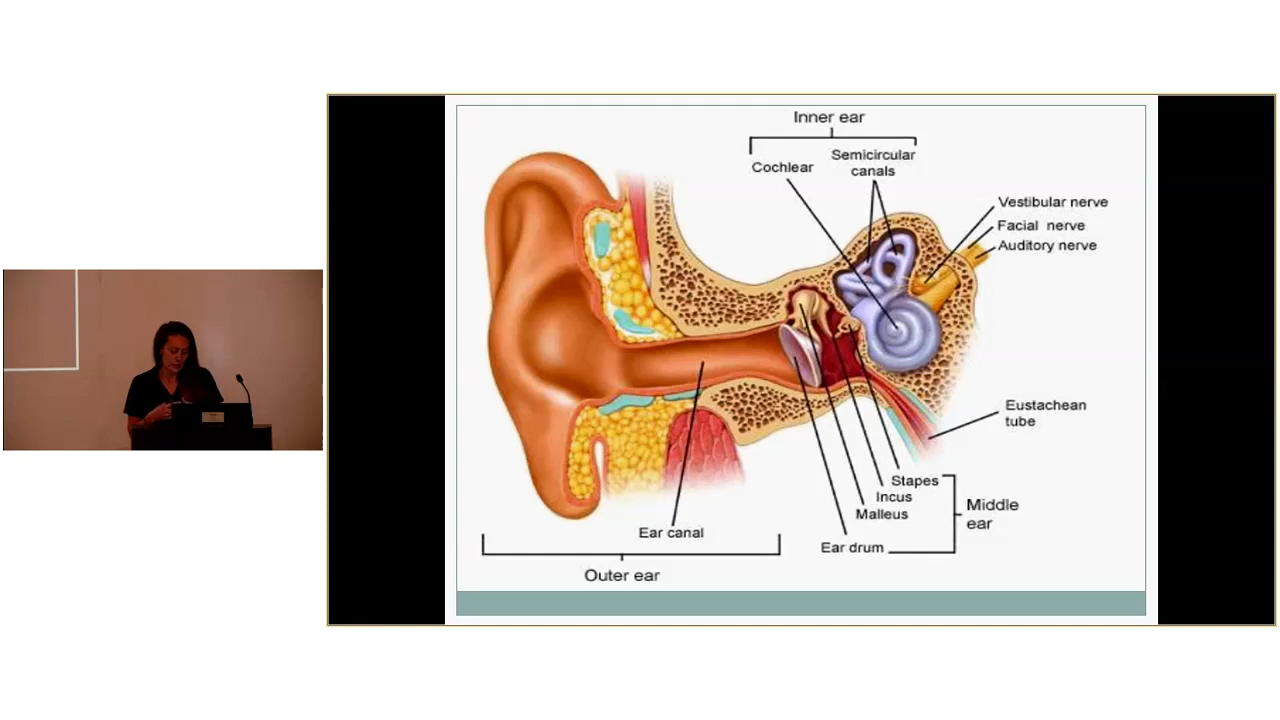 Inner ear
Cochlear
Semicircular
canals
Vestibular nerve
Facial nerve
Auditory nerve
Eustachean
tube
Stapes
Incus
Malleus
Ear drum
Middle
ear
Ear canal
Outer ear